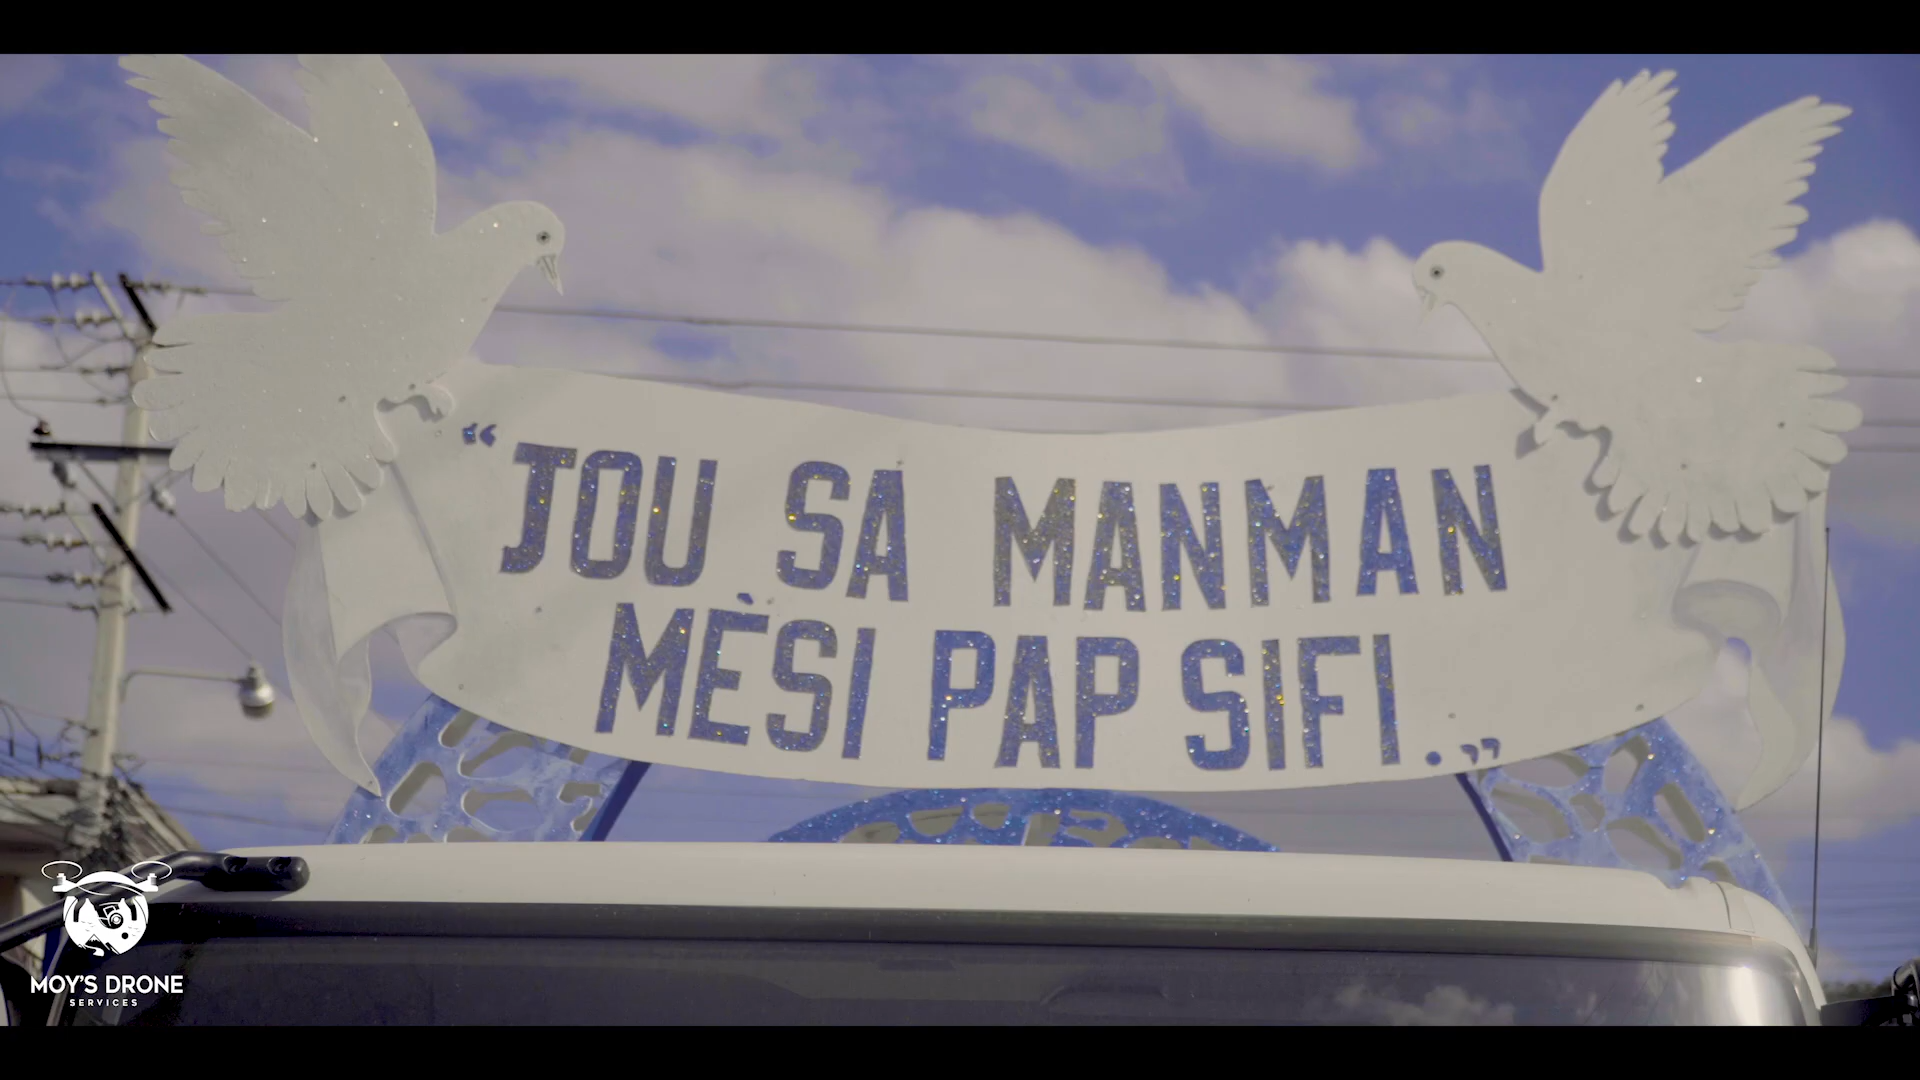 “JOU SA MANMAN
MÈSI PAP SIFI.”
MOY'S DRONE
SERVICES